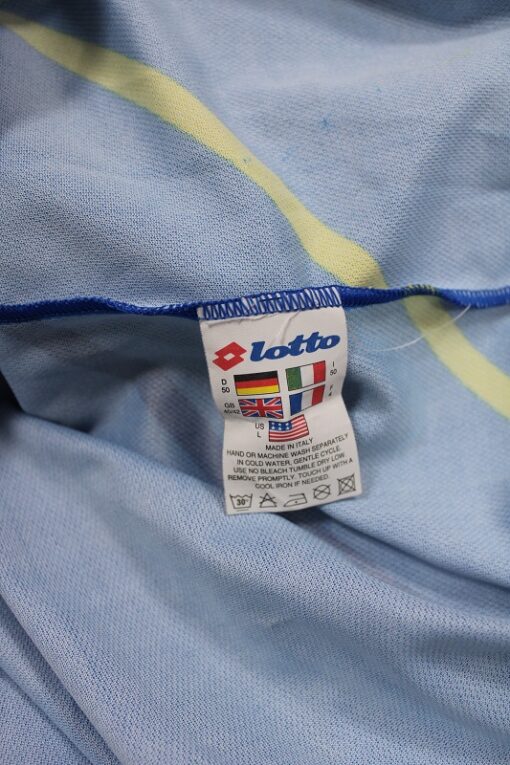 lotto
D
50
I
50
GB
40/42
US
L
MADE IN ITALY
HAND OR MACHINE WASH SEPARATELY
IN COLD WATER, GENTLE CYCLE.
USE NO BLEACH TUMBLE DRY LOW.
REMOVE PROMPTLY. TOUCH UP WITH A
COOL IRON IF NEEDED.
30°